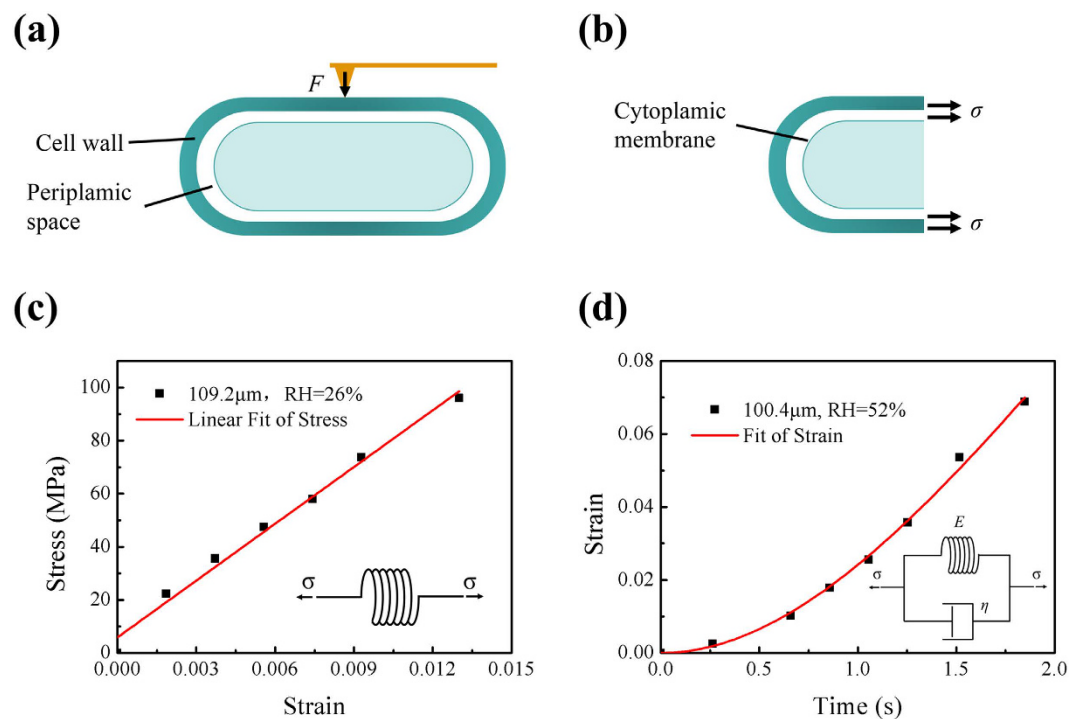 (a)
F
Cell wall
Periplamic
space
(b)
Cytoplamic
membrane
σ
σ
(c)
Stress (MPa)
100
80
60
40
20
0
109.2μm, RH=26%
Linear Fit of Stress
σ
σ
0.000
0.003
0.006
0.009
0.012
0.015
Strain
(d)
Strain
0.08
0.06
0.04
0.02
0.00
100.4μm, RH=52%
Fit of Strain
E
σ
σ
η
0.0
0.5
1.0
1.5
2.0
Time (s)